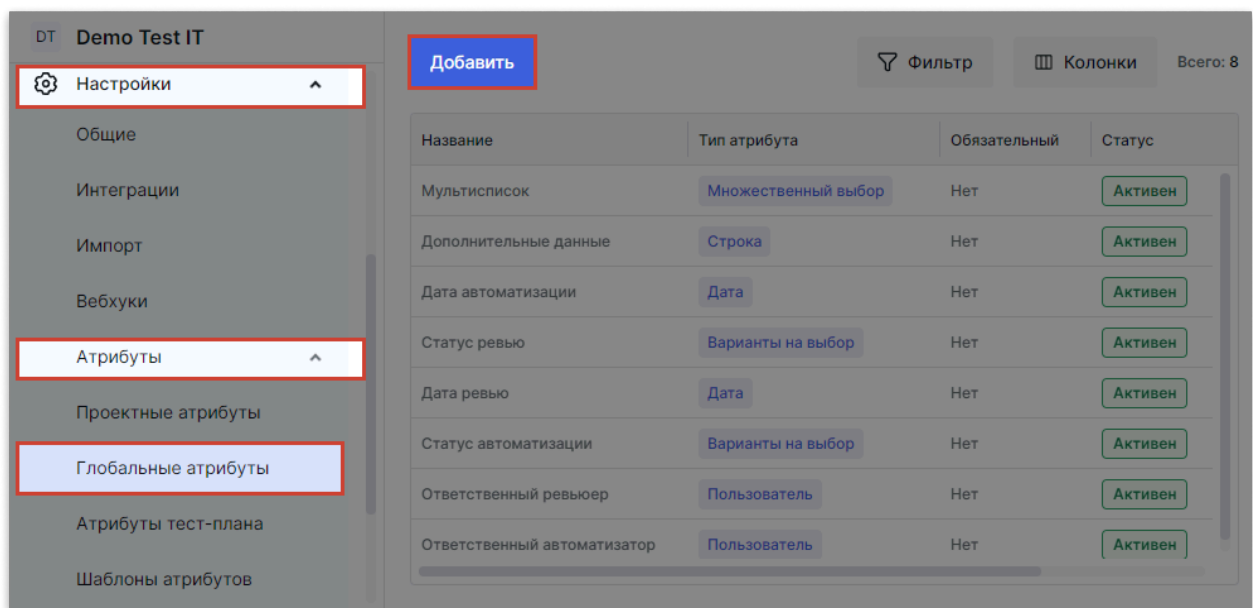 DT Demo Test IT
Настройки
Общие
Интеграции
Импорт
Вебхуки
Атрибуты
Проектные атрибуты
Глобальные атрибуты
Атрибуты тест-плана
Шаблоны атрибутов
Добавить Фильтр Колонки Всего: 8
Название Тип атрибута Обязательный Статус
Мультисписок Множественный выбор Нет Активен
Дополнительные данные Строка Нет Активен
Дата автоматизации Дата Нет Активен
Статус ревью Варианты на выбор Нет Активен
Дата ревью Дата Нет Активен
Статус автоматизации Варианты на выбор Нет Активен
Ответственный ревьюер Пользователь Нет Активен
Ответственный автоматизатор Пользователь Нет Активен